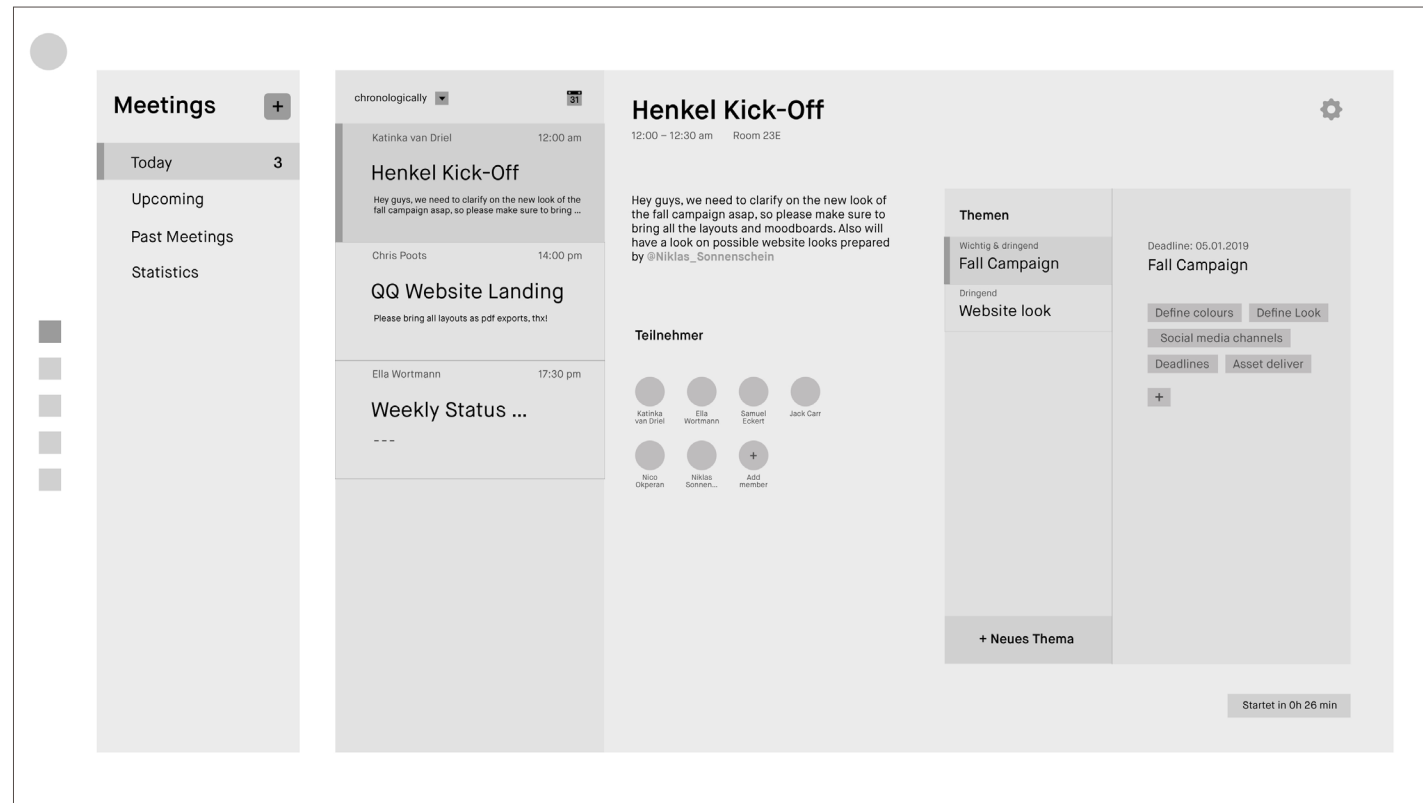 Meetings +
Today 3
Upcoming
Past Meetings
Statistics
chronologically
31
Katinka van Driel 12:00 am
Henkel Kick-Off
Hey guys, we need to clarify on the new look of the
fall campaign asap, so please make sure to bring ...
Chris Poots 14:00 pm
QQ Website Landing
Please bring all layouts as pdf exports, thx!
Ella Wortmann 17:30 pm
Weekly Status ...
---
Henkel Kick-Off
12:00 – 12:30 am Room 23E
Hey guys, we need to clarify on the new look of
the fall campaign asap, so please make sure to
bring all the layouts and moodboards. Also will
have a look on possible website looks prepared
by @Niklas_Sonnenschein
Teilnehmer
Katinka
van Driel
Ella
Wortmann
Samuel
Eckert
Jack Carr
Nico
Okperan
Niklas
Sonnen...
+
Add
member
Themen
Wichtig & dringend
Fall Campaign
Dringend
Website look
+ Neues Thema
Deadline: 05.01.2019
Fall Campaign
Define colours Define Look
Social media channels
Deadlines Asset deliver
+
Startet in 0h 26 min